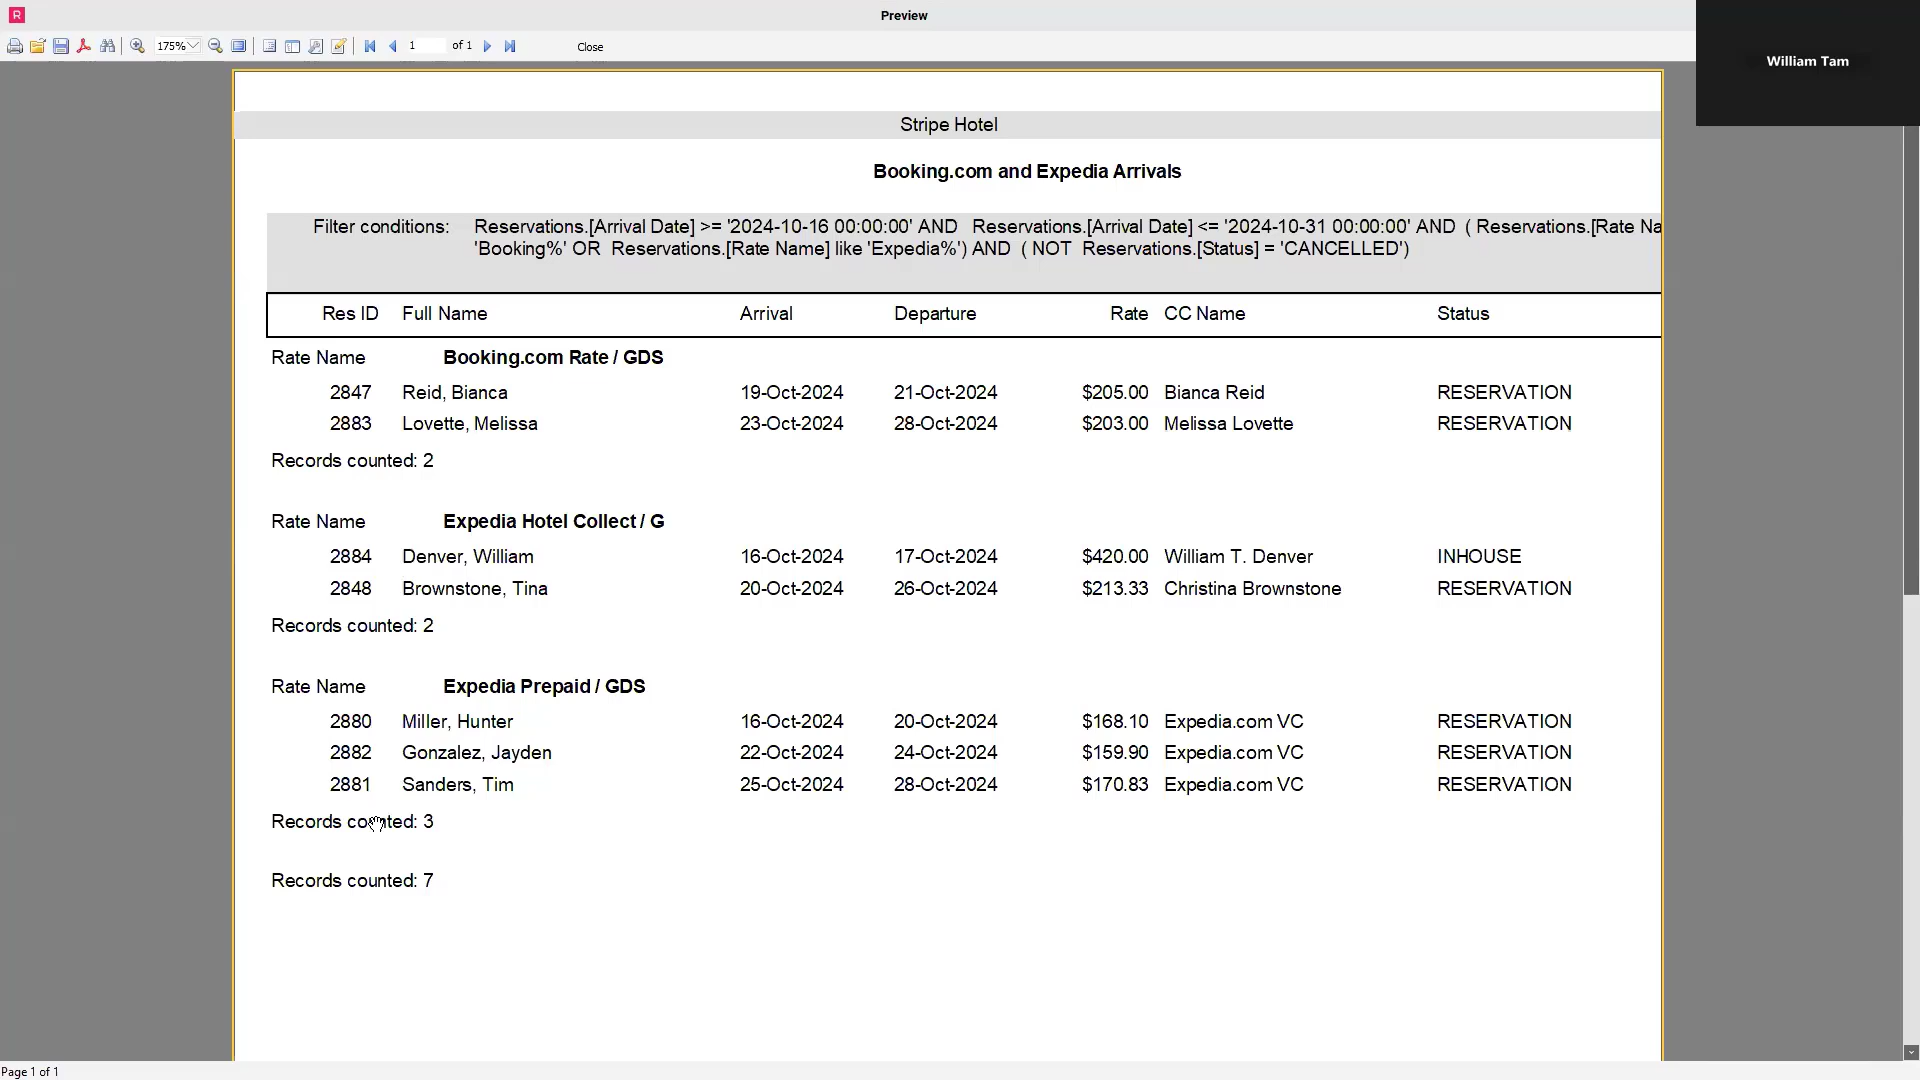 R
Preview
William Tam
175%
1
of 1
Close
Stripe Hotel
Booking.com and Expedia Arrivals
Filter conditions: Reservations.[Arrival Date] >= '2024-10-16 00:00:00' AND Reservations.[Arrival Date] <= '2024-10-31 00:00:00' AND ( Reservations.[Rate Na
'Booking%' OR Reservations.[Rate Name] like 'Expedia%') AND ( NOT Reservations.[Status] = 'CANCELLED')
Res ID Full Name Arrival Departure Rate CC Name Status
Rate Name Booking.com Rate / GDS
2847 Reid, Bianca 19-Oct-2024 21-Oct-2024 $205.00 Bianca Reid RESERVATION
2883 Lovette, Melissa 23-Oct-2024 28-Oct-2024 $203.00 Melissa Lovette RESERVATION
Records counted: 2
Rate Name Expedia Hotel Collect / G
2884 Denver, William 16-Oct-2024 17-Oct-2024 $420.00 William T. Denver INHOUSE
2848 Brownstone, Tina 20-Oct-2024 26-Oct-2024 $213.33 Christina Brownstone RESERVATION
Records counted: 2
Rate Name Expedia Prepaid / GDS
2880 Miller, Hunter 16-Oct-2024 20-Oct-2024 $168.10 Expedia.com VC RESERVATION
2882 Gonzalez, Jayden 22-Oct-2024 24-Oct-2024 $159.90 Expedia.com VC RESERVATION
2881 Sanders, Tim 25-Oct-2024 28-Oct-2024 $170.83 Expedia.com VC RESERVATION
Records counted: 3
Records counted: 7
Page 1 of 1